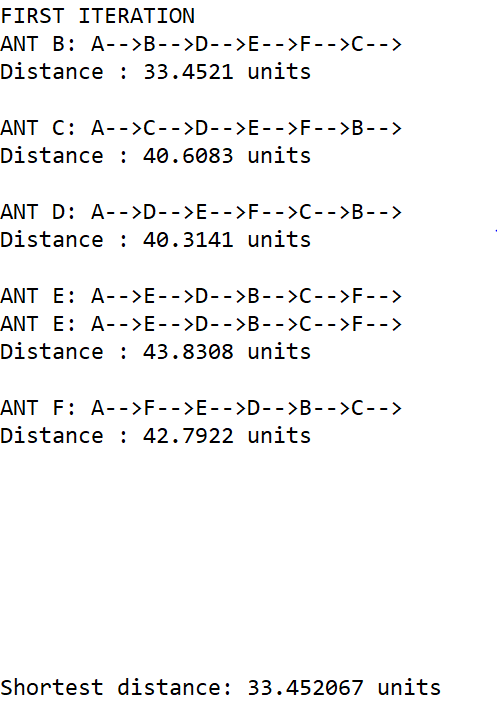 FIRST ITERATION
ANT B: A-->B-->D-->E-->F-->C-->
Distance : 33.4521 units
ANT C: A-->C-->D-->E-->F-->B-->
Distance : 40.6083 units
ANT D: A-->D-->E-->F-->C-->B-->
Distance : 40.3141 units
ANT E: A-->E-->D-->B-->C-->F-->
ANT E: A-->E-->D-->B-->C-->F-->
Distance : 43.8308 units
ANT F: A-->F-->E-->D-->B-->C-->
Distance : 42.7922 units
Shortest distance: 33.452067 units